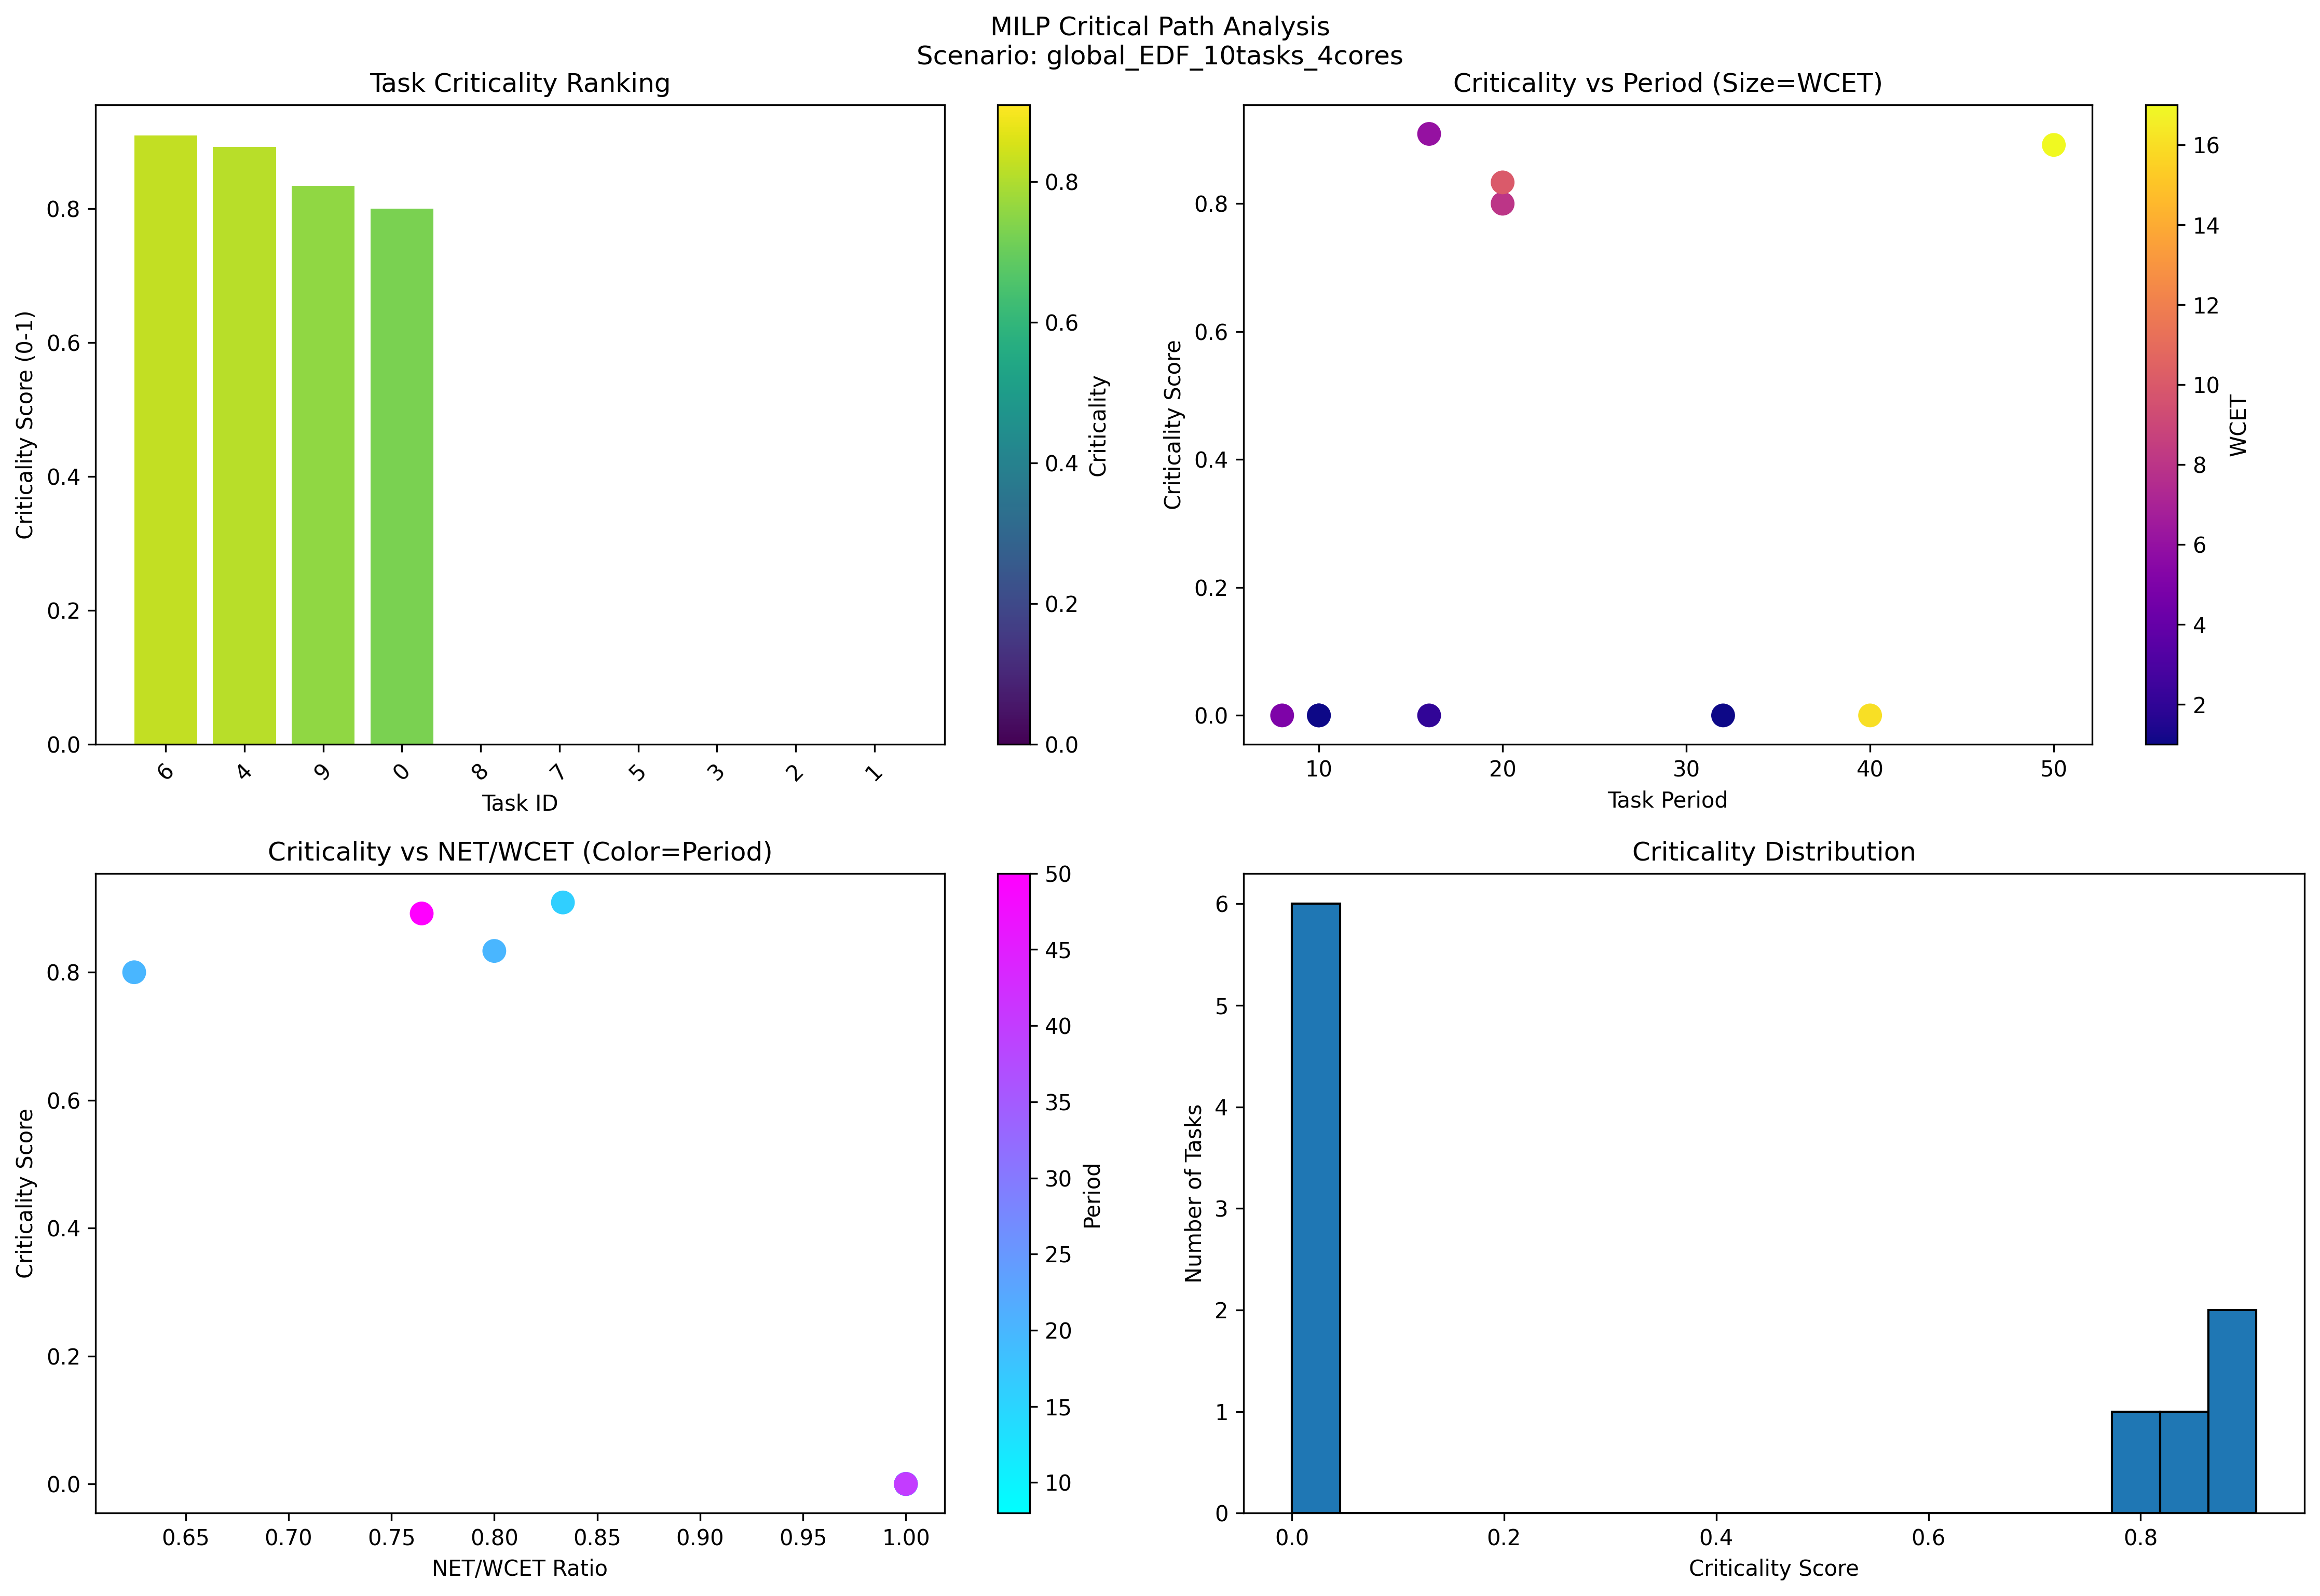 MILP Critical Path Analysis
Scenario: global_EDF_10tasks_4cores
Task Criticality Ranking
Criticality Score (0-1)
0.8
0.6
0.4
0.2
0.0
6 4 9 0 8 7 5 3 2 1
Task ID
0.8
0.6
0.4
0.2
0.0
Criticality
Criticality vs Period (Size=WCET)
Criticality Score
0.8
0.6
0.4
0.2
0.0
10 20 30 40 50
Task Period
16
14
12
10
8
6
4
2
WCET
Criticality vs NET/WCET (Color=Period)
Criticality Score
0.8
0.6
0.4
0.2
0.0
0.65 0.70 0.75 0.80 0.85 0.90 0.95 1.00
NET/WCET Ratio
50
45
40
35
30
25
20
15
10
Period
Criticality Distribution
Number of Tasks
6
5
4
3
2
1
0
0.0 0.2 0.4 0.6 0.8
Criticality Score